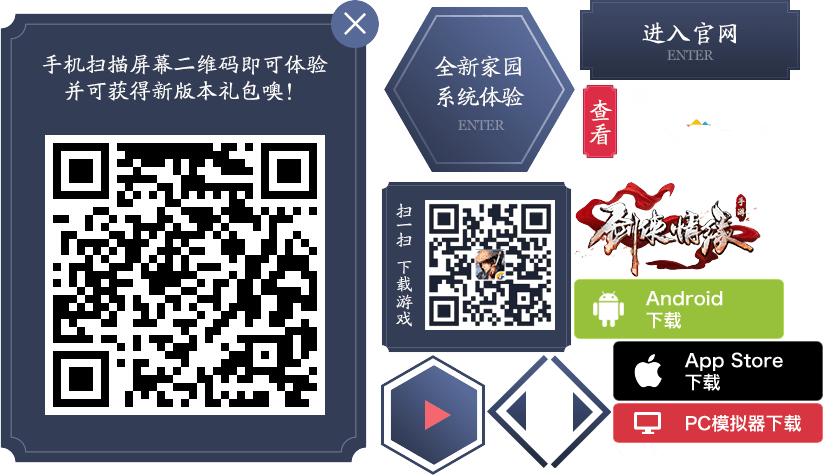 手机扫描屏幕二维码即可体验
并可获得新版本礼包噢!
全新家园
系统体验
ENTER
进入官网
ENTER
查看
扫一扫 下载游戏
剑侠情缘
手游
Android
下载
App Store
下载
PC模拟器下载